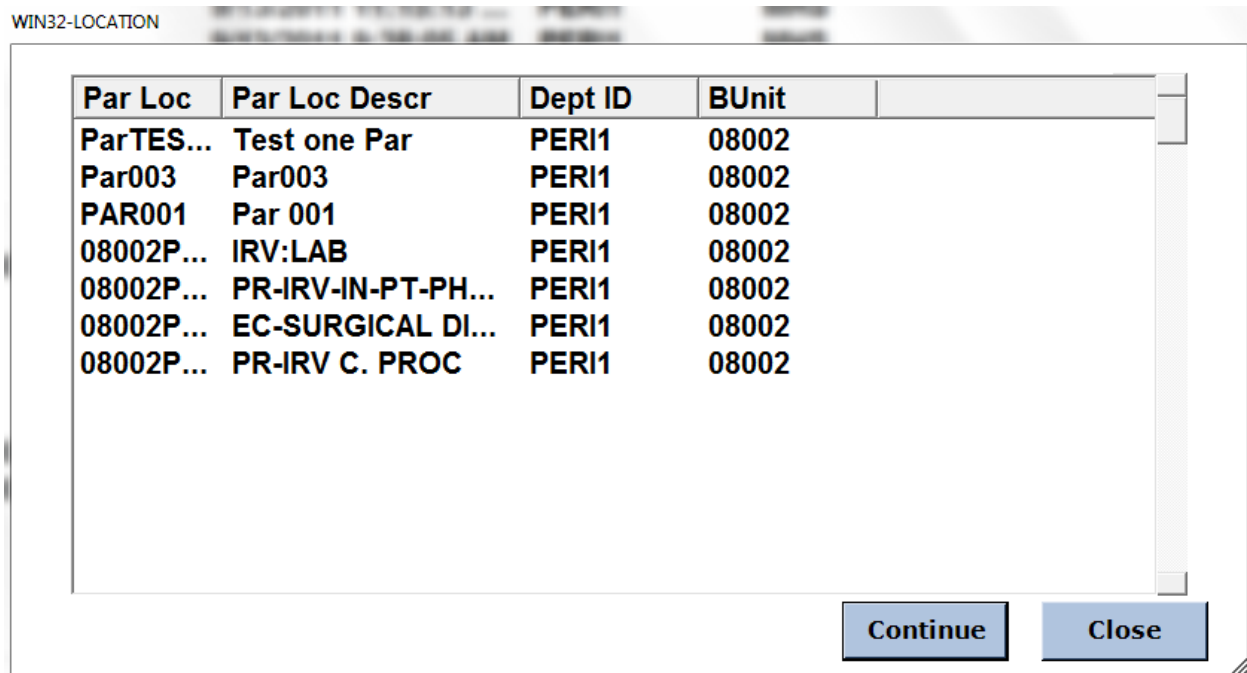 WIN32-LOCATION
Par Loc Par Loc Descr Dept ID BUnit
ParTES... Test one Par PERI1 08002
Par003 Par003 PERI1 08002
PAR001 Par 001 PERI1 08002
08002P... IRV:LAB PERI1 08002
08002P... PR-IRV-IN-PT-PH... PERI1 08002
08002P... EC-SURGICAL DI... PERI1 08002
08002P... PR-IRV C. PROC PERI1 08002
Continue Close